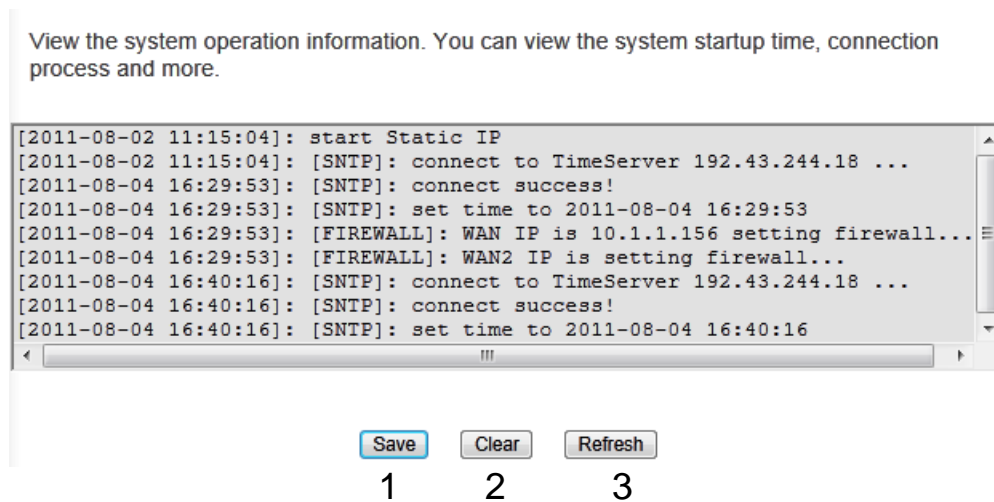 View the system operation information. You can view the system startup time, connection
process and more.
[2011-08-02 11:15:04]: start Static IP
[2011-08-02 11:15:04]: [SNTP]: connect to TimeServer 192.43.244.18 ...
[2011-08-04 16:29:53]: [SNTP]: connect success!
[2011-08-04 16:29:53]: [SNTP]: set time to 2011-08-04 16:29:53
[2011-08-04 16:29:53]: [FIREWALL]: WAN IP is 10.1.1.156 setting firewall...
[2011-08-04 16:29:53]: [FIREWALL]: WAN2 IP is setting firewall...
[2011-08-04 16:40:16]: [SNTP]: connect to TimeServer 192.43.244.18 ...
[2011-08-04 16:40:16]: [SNTP]: connect success!
[2011-08-04 16:40:16]: [SNTP]: set time to 2011-08-04 16:40:16
Save Clear Refresh
1 2 3